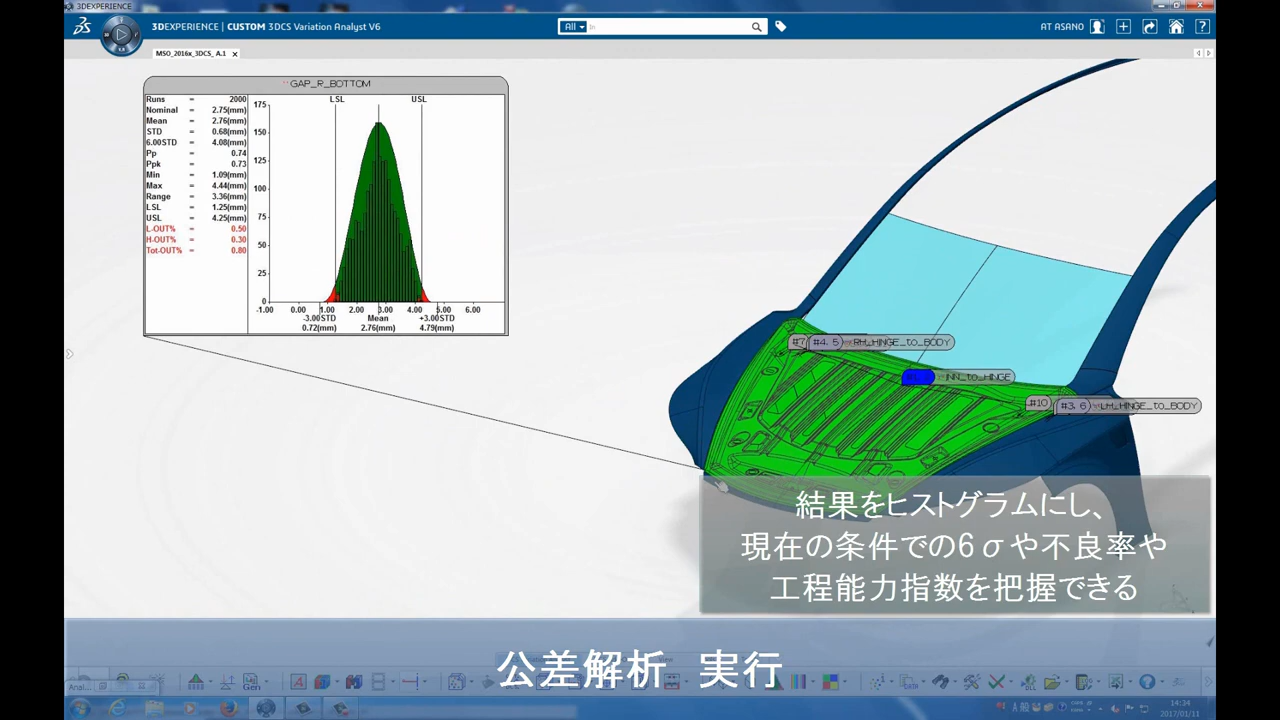 3DEXPERIENCE
3DEXPERIENCE | CUSTOM 3DCS Variation Analyst V6
All
AT ASANO
MSO_2016x_3DCS_ A.1
GAP_R_BOTTOM
Runs = 2000
Nominal = 2.75(mm)
Mean = 2.76(mm)
STD = 0.68(mm)
6.00STD = 4.08(mm)
Pp = 0.74
Ppk = 0.73
Min = 1.09(mm)
Max = 4.44(mm)
Range = 3.36(mm)
LSL = 1.25(mm)
USL = 4.25(mm)
L-OUT% = 0.50
H-OUT% = 0.30
Tot-OUT% = 0.80
LSL USL
175
150
125
100
75
50
25
0
-1.00 0.00 1.00 2.00 3.00 4.00 5.00 6.00
-3.00STD Mean +3.00STD
0.72(mm) 2.76(mm) 4.79(mm)
#7 #4, 5 RH_HINGE_to_BODY
INN_to_HINGE
#10 #3, 6 LH_HINGE_to_BODY
結果をヒストグラムにし、
現在の条件での6σや不良率や
工程能力指数を把握できる
公差解析 実行
Gen
Anal...
14:34
2017/01/11